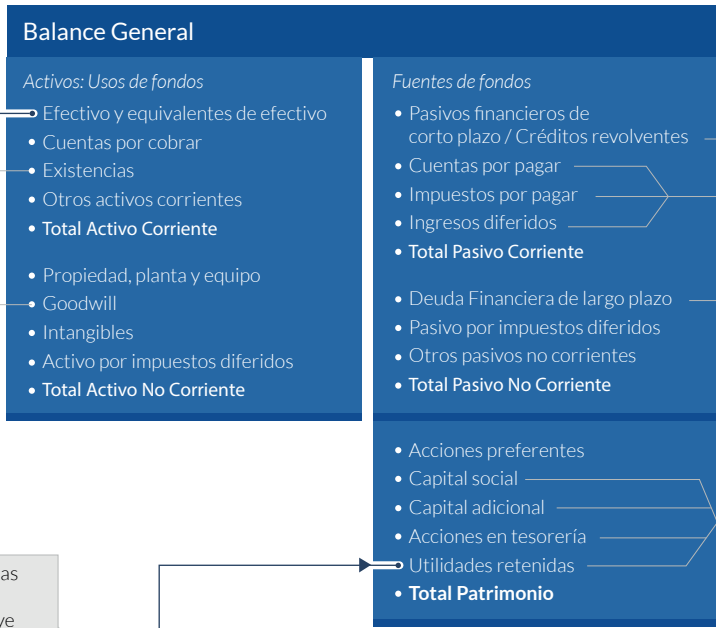 Balance General
Activos: Usos de fondos
• Efectivo y equivalentes de efectivo
• Cuentas por cobrar
• Existencias
• Otros activos corrientes
• Total Activo Corriente
• Propiedad, planta y equipo
• Goodwill
• Intangibles
• Activo por impuestos diferidos
• Total Activo No Corriente
Fuentes de fondos
• Pasivos financieros de
corto plazo / Créditos revolventes
• Cuentas por pagar
• Impuestos por pagar
• Ingresos diferidos
• Total Pasivo Corriente
• Deuda Financiera de largo plazo
• Pasivo por impuestos diferidos
• Otros pasivos no corrientes
• Total Pasivo No Corriente
• Acciones preferentes
• Capital social
• Capital adicional
• Acciones en tesorería
• Utilidades retenidas
• Total Patrimonio
as